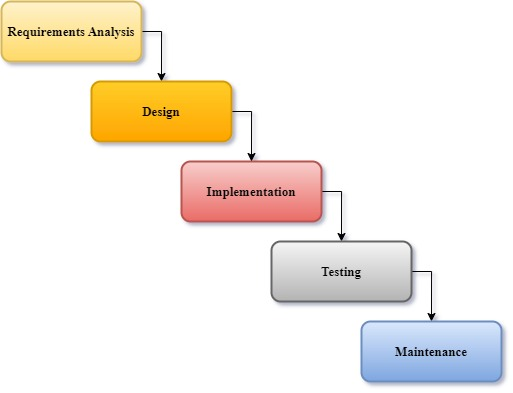 Requirements Analysis
Design
Implementation
Testing
Maintenance